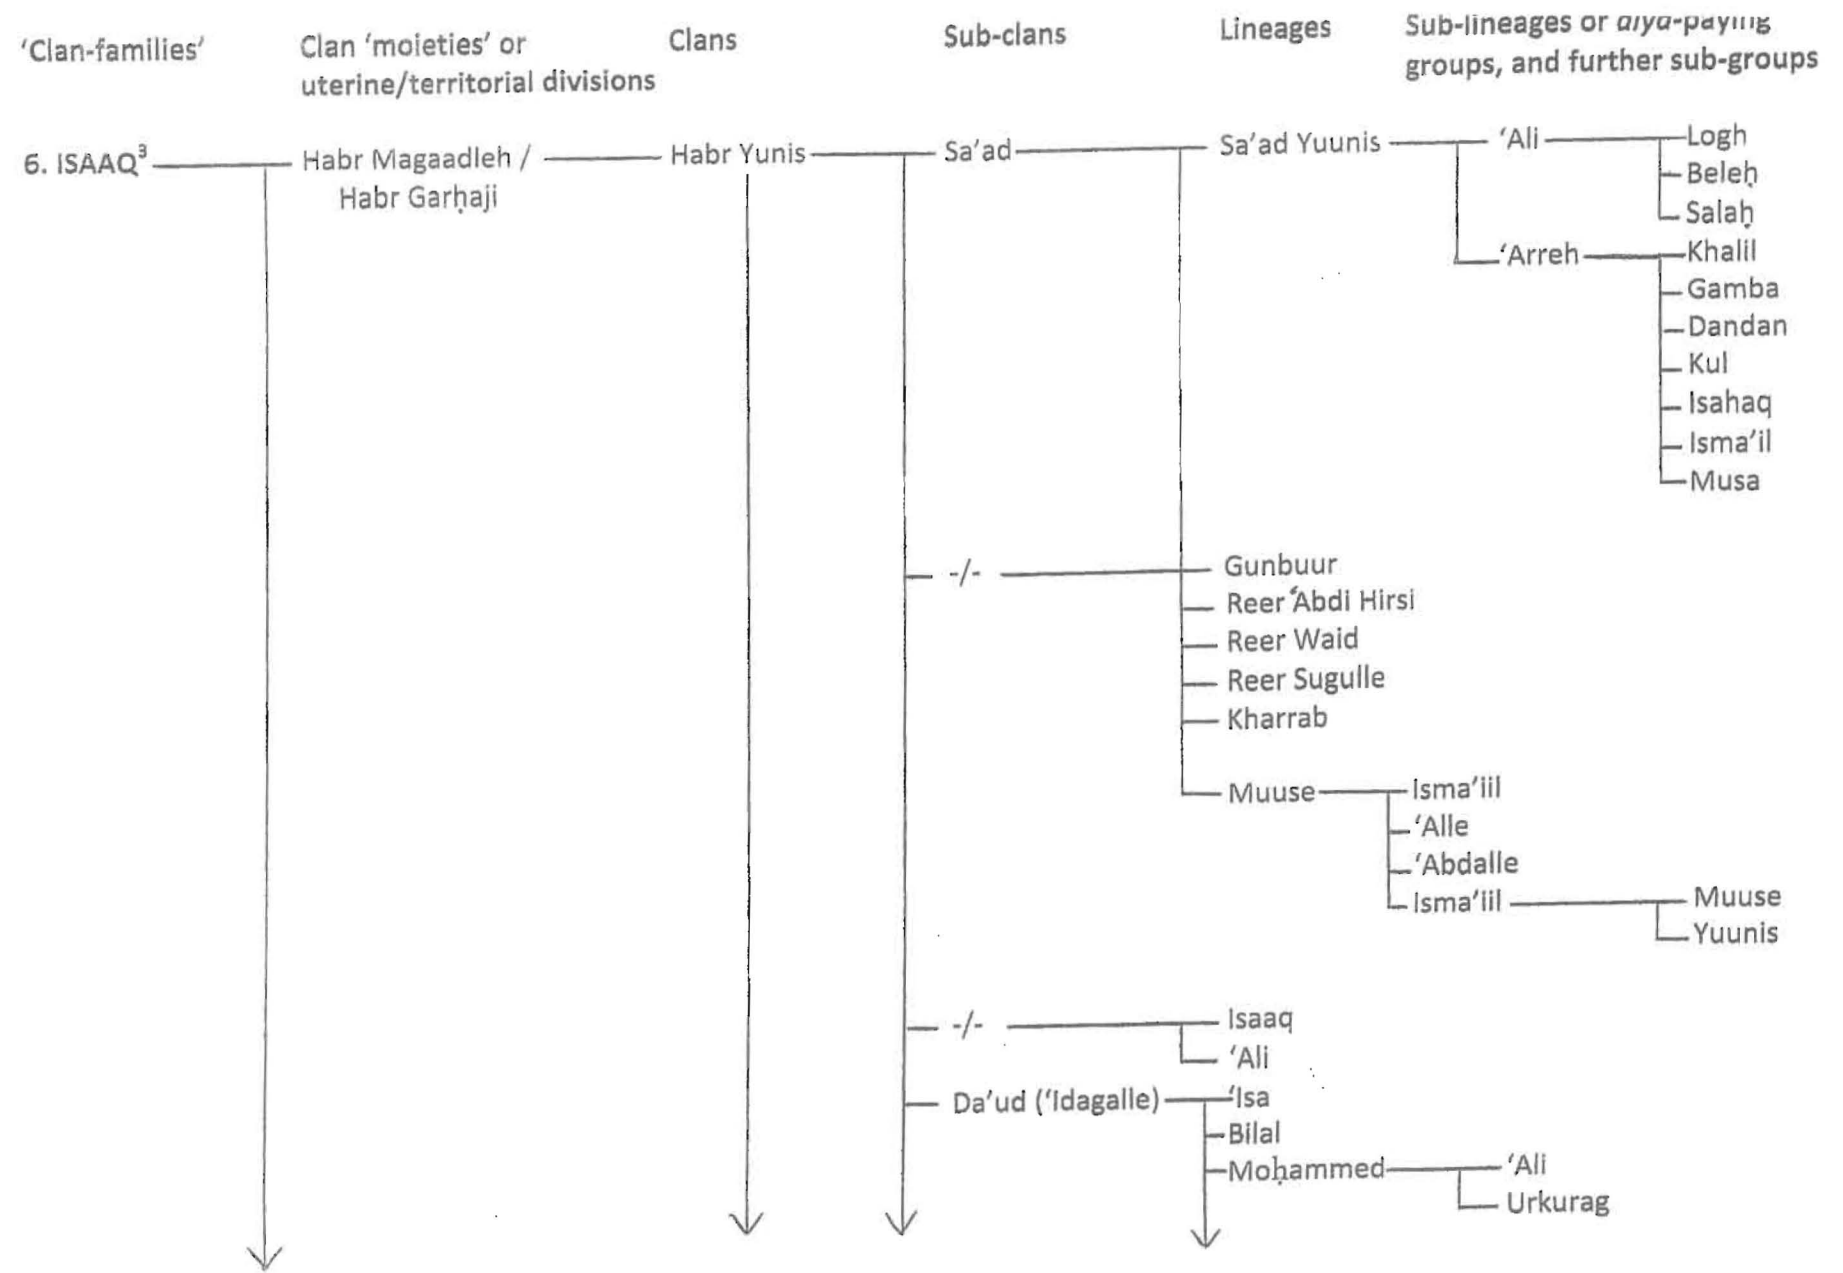 'Clan-families'
Clan 'moieties' or
uterine/territorial divisions
Clans
Sub-clans
Lineages
Sub-lineages or diya-paying
groups, and further sub-groups
6. ISAAQ³
Habr Magaadleh /
Habr Garḥaji
Habr Yunis
Sa'ad
Sa'ad Yuunis
'Ali
Logh
Beleḥ
Salaḥ
'Arreh
Khalil
Gamba
Dandan
Kul
Isahaq
Isma'il
Musa
-/-
Gunbuur
Reer 'Abdi Hirsi
Reer Waid
Reer Sugulle
Kharrab
Muuse
Isma'iil
'Alle
'Abdalle
Isma'iil
Muuse
Yuunis
-/-
Isaaq
'Ali
Da'ud ('Idagalle)
'Isa
Bilal
Moḥammed
'Ali
Urkurag